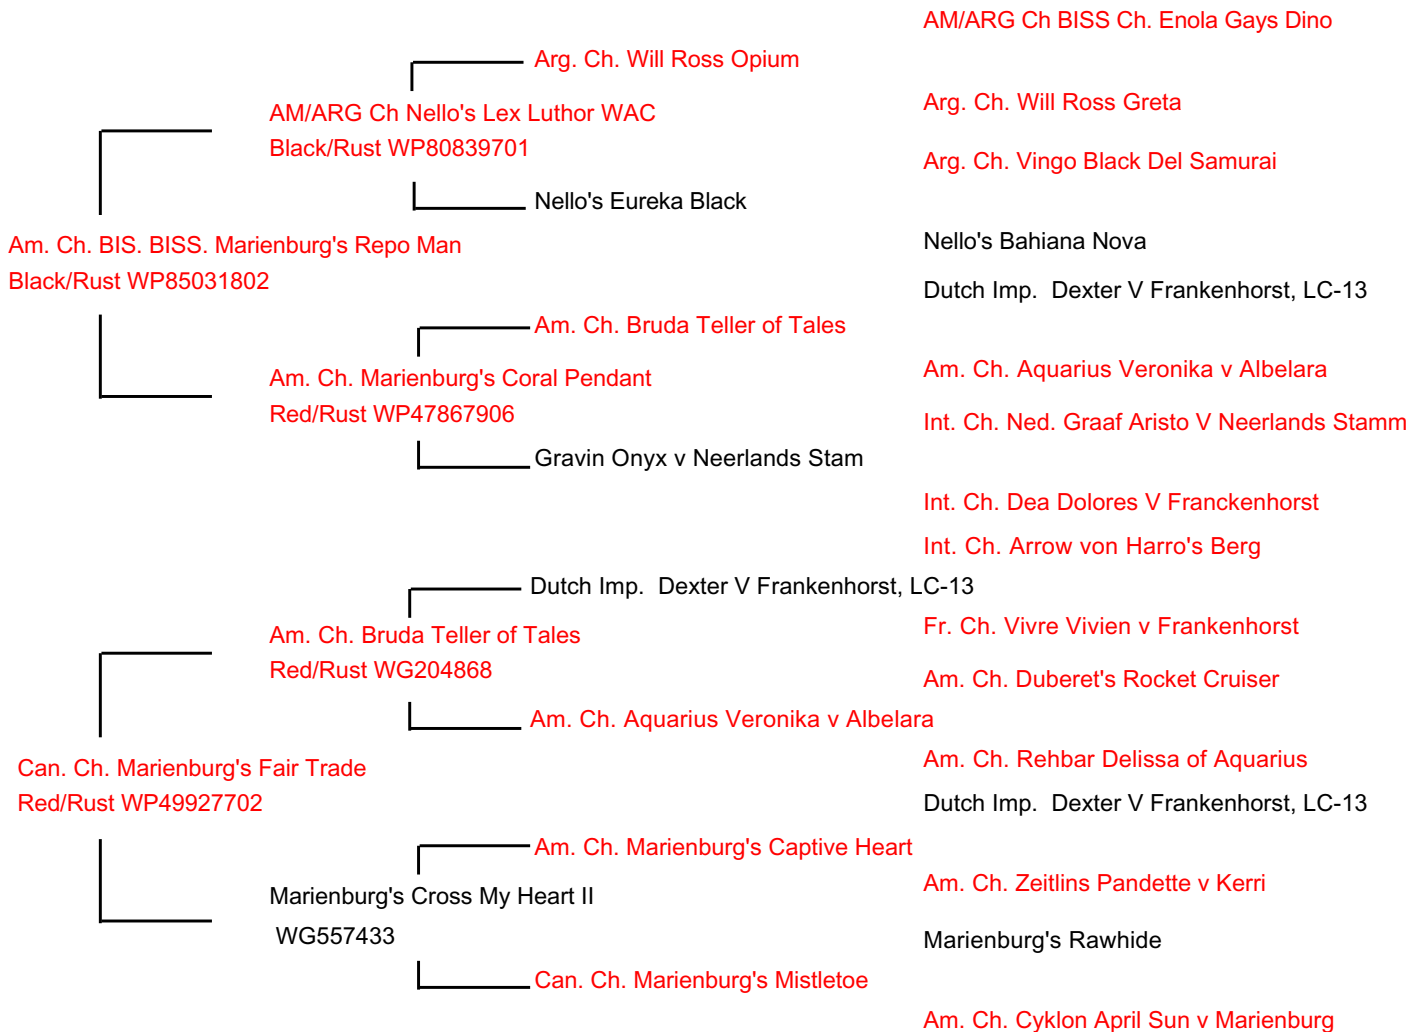 AM/ARG Ch BISS Ch. Enola Gays Dino
Arg. Ch. Will Ross Opium
AM/ARG Ch Nello's Lex Luthor WAC
Black/Rust WP80839701
Arg. Ch. Will Ross Greta
Arg. Ch. Vingo Black Del Samurai
Nello's Eureka Black
Am. Ch. BIS. BISS. Marienburg's Repo Man
Black/Rust WP85031802
Nello's Bahiana Nova
Dutch Imp.  Dexter V Frankenhorst, LC-13
Am. Ch. Bruda Teller of Tales
Am. Ch. Marienburg's Coral Pendant
Red/Rust WP47867906
Am. Ch. Aquarius Veronika v Albelara
Int. Ch. Ned. Graaf Aristo V Neerlands Stamm
Gravin Onyx v Neerlands Stam
Int. Ch. Dea Dolores V Franckenhorst
Int. Ch. Arrow von Harro's Berg
Dutch Imp.  Dexter V Frankenhorst, LC-13
Am. Ch. Bruda Teller of Tales
Red/Rust WG204868
Fr. Ch. Vivre Vivien v Frankenhorst
Am. Ch. Duberet's Rocket Cruiser
Am. Ch. Aquarius Veronika v Albelara
Can. Ch. Marienburg's Fair Trade
Red/Rust WP49927702
Am. Ch. Rehbar Delissa of Aquarius
Dutch Imp.  Dexter V Frankenhorst, LC-13
Am. Ch. Marienburg's Captive Heart
Marienburg's Cross My Heart II
WG557433
Am. Ch. Zeitlins Pandette v Kerri
Marienburg's Rawhide
Can. Ch. Marienburg's Mistletoe
Am. Ch. Cyklon April Sun v Marienburg